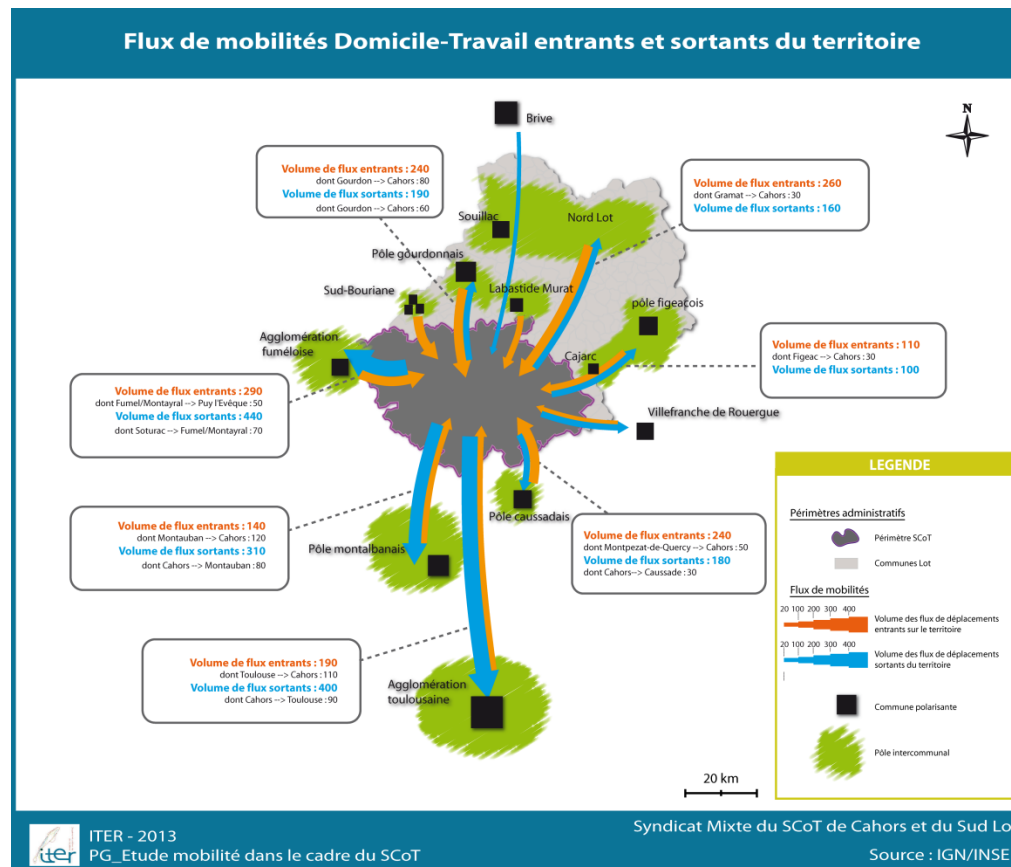 Flux de mobilités Domicile-Travail entrants et sortants du territoire
N
Brive
Volume de flux entrants : 240
dont Gourdon --> Cahors : 80
Volume de flux sortants : 190
dont Gourdon --> Cahors : 60
Volume de flux entrants : 260
dont Gramat --> Cahors : 30
Volume de flux sortants : 160
Souillac
Nord Lot
Pôle gourdonnais
Sud-Bouriane
Labastide Murat
pôle figeaçois
Agglomération
fuméloise
Cajarc
Volume de flux entrants : 110
dont Figeac --> Cahors : 30
Volume de flux sortants : 100
Volume de flux entrants : 290
dont Fumel/Montayral --> Puy l'Evêque : 50
Volume de flux sortants : 440
dont Soturac --> Fumel/Montayral : 70
Villefranche de Rouergue
Pôle caussadais
Volume de flux entrants : 140
dont Montauban --> Cahors : 120
Volume de flux sortants : 310
dont Cahors --> Montauban : 80
Pôle montalbanais
Volume de flux entrants : 240
dont Montpezat-de-Quercy --> Cahors : 50
Volume de flux sortants : 180
dont Cahors--> Caussade : 30
Volume de flux entrants : 190
dont Toulouse --> Cahors : 110
Volume de flux sortants : 400
dont Cahors --> Toulouse : 90
Agglomération
toulousaine
LEGENDE
Périmètres administratifs
Périmètre SCoT
Communes Lot
Flux de mobilités
20 100 200 300 400
Volume des flux de déplacements
entrants sur le territoire
20 100 200 300 400
Volume des flux de déplacements
sortants du territoire
Commune polarisante
Pôle intercommunal
20 km
iter
ITER - 2013
PG_Etude mobilité dans le cadre du SCoT
Syndicat Mixte du SCoT de Cahors et du Sud Lo
Source : IGN/INSE